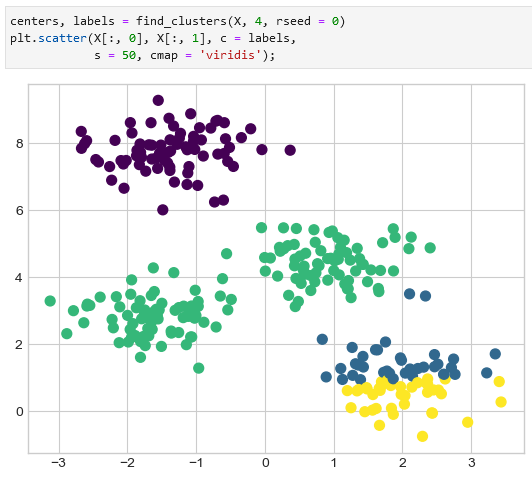 centers, labels = find_clusters(X, 4, rseed = 0)
plt.scatter(X[:, 0], X[:, 1], c = labels,
            s = 50, cmap = 'viridis');
8
6
4
2
0
−3 −2 −1 0 1 2 3